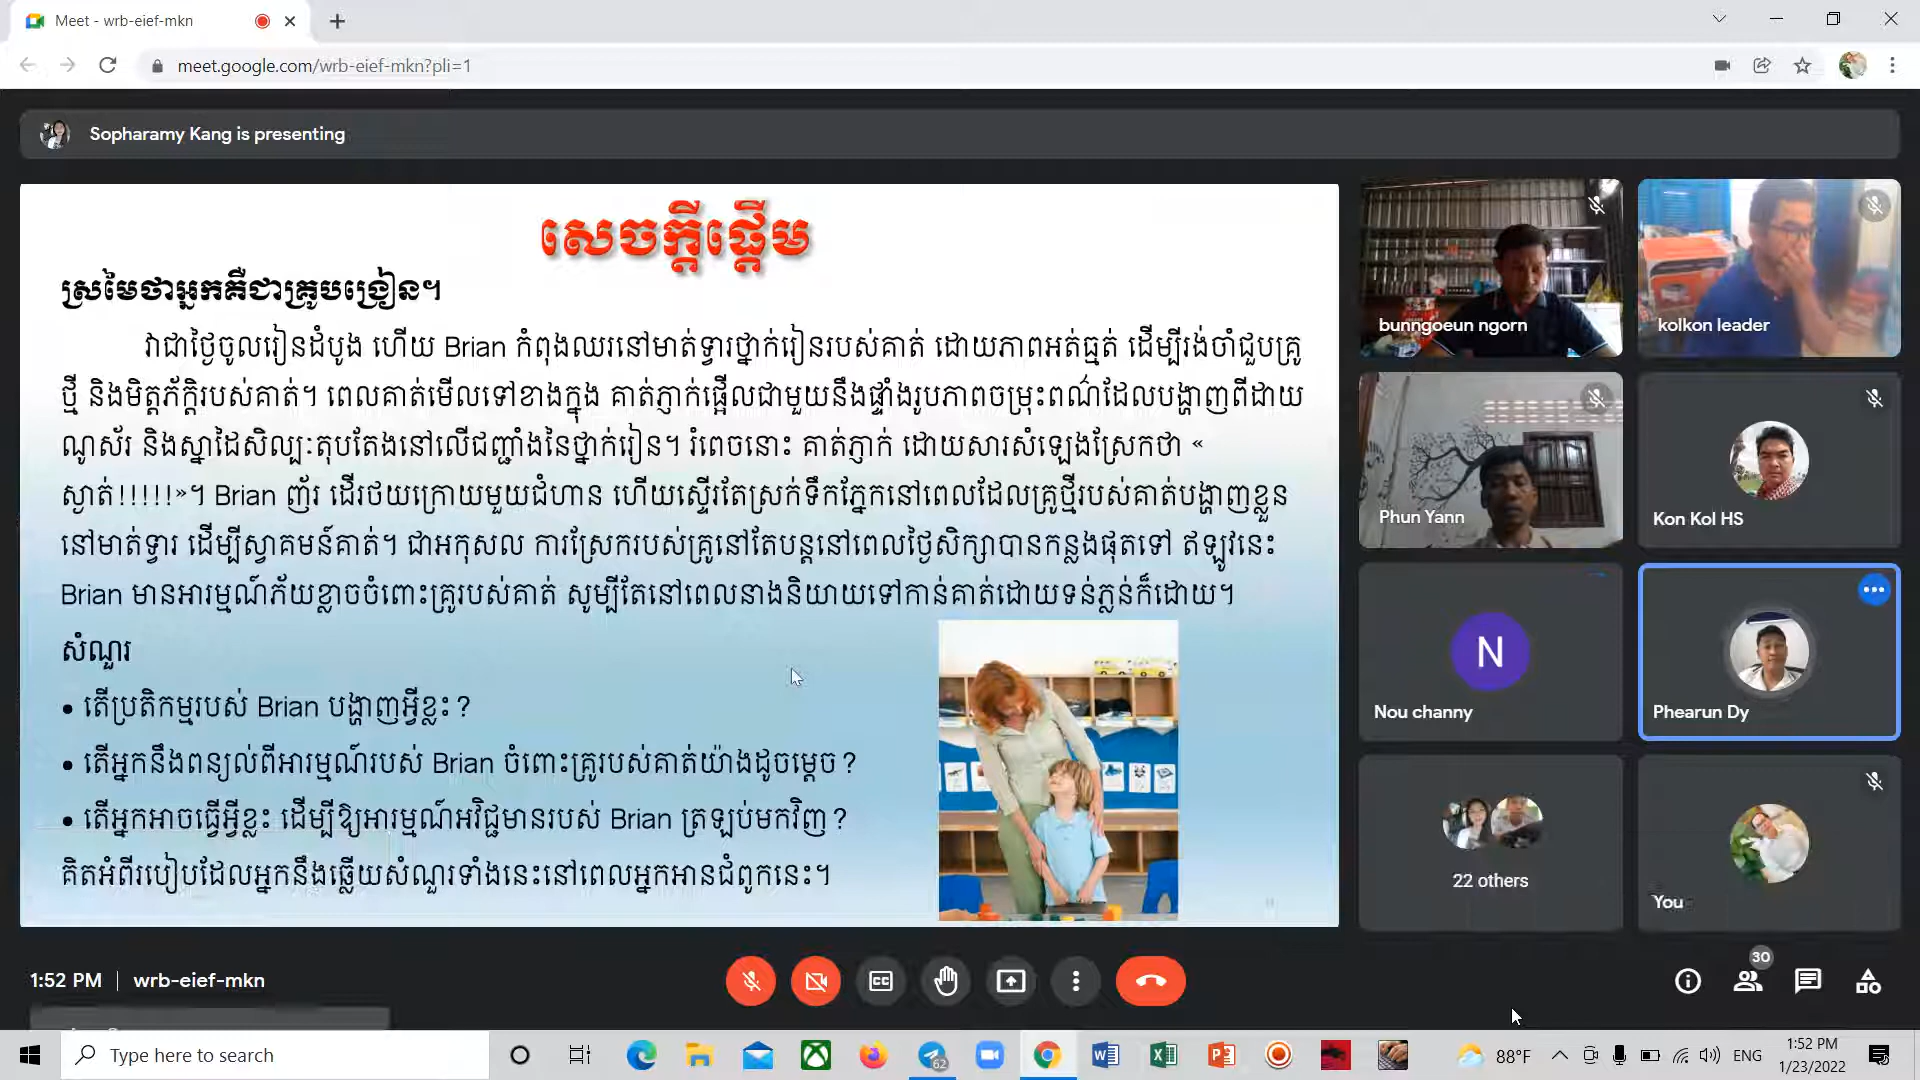 Meet - wrb-eief-mkn
meet.google.com/wrb-eief-mkn?pli=1
Sopharamy Kang is presenting
សេចក្តីផ្តើម
ស្រមៃថាអ្នកគឺជាគ្រូបង្រៀន។
វាជាថ្ងៃចូលរៀនដំបូង ហើយ Brian កំពុងឈរនៅមាត់ទ្វារថ្នាក់រៀនរបស់គាត់ ដោយភាពអត់ធ្មត់ ដើម្បីរង់ចាំជួបគ្រូ
ថ្មី និងមិត្តភ័ក្តិរបស់គាត់។ ពេលគាត់មើលទៅខាងក្នុង គាត់ភ្ញាក់ផ្អើលជាមួយនឹងផ្ទាំងរូបភាពចម្រុះពណ៌ដែលបង្ហាញពីដាយ
ណូស័រ និងស្នាដៃសិល្បៈតុបតែងនៅលើជញ្ជាំងនៃថ្នាក់រៀន។ រំពេចនោះ គាត់ភ្ញាក់ ដោយសារសំឡេងស្រែកថា «
ស្ងាត់!!!!!»។ Brian ញ័រ ដើរថយក្រោយមួយជំហាន ហើយស្ទើរតែស្រក់ទឹកភ្នែកនៅពេលដែលគ្រូថ្មីរបស់គាត់បង្ហាញខ្លួន
នៅមាត់ទ្វារ ដើម្បីស្វាគមន៍គាត់។ ជាអកុសល ការស្រែករបស់គ្រូនៅតែបន្តនៅពេលថ្ងៃសិក្សាបានកន្លងផុតទៅ ឥឡូវនេះ
Brian មានអារម្មណ៍ភ័យខ្លាចចំពោះគ្រូរបស់គាត់ សូម្បីតែនៅពេលនាងនិយាយទៅកាន់គាត់ដោយទន់ភ្លន់ក៏ដោយ។
សំណួរ
• តើប្រតិកម្មរបស់ Brian បង្ហាញអ្វីខ្លះ?
• តើអ្នកនឹងពន្យល់ពីអារម្មណ៍របស់ Brian ចំពោះគ្រូរបស់គាត់យ៉ាងដូចម្តេច?
• តើអ្នកអាចធ្វើអ្វីខ្លះ ដើម្បីឱ្យអារម្មណ៍អវិជ្ជមានរបស់ Brian ត្រឡប់មកវិញ?
គិតអំពីរបៀបដែលអ្នកនឹងឆ្លើយសំណួរទាំងនេះនៅពេលអ្នកអានជំពូកនេះ។
bunngoeun ngorn
kolkon leader
Phun Yann
Kon Kol HS
N
Nou channy
Phearun Dy
22 others
You
1:52 PM | wrb-eief-mkn
30
Type here to search
62
88°F
ENG
1:52 PM
1/23/2022